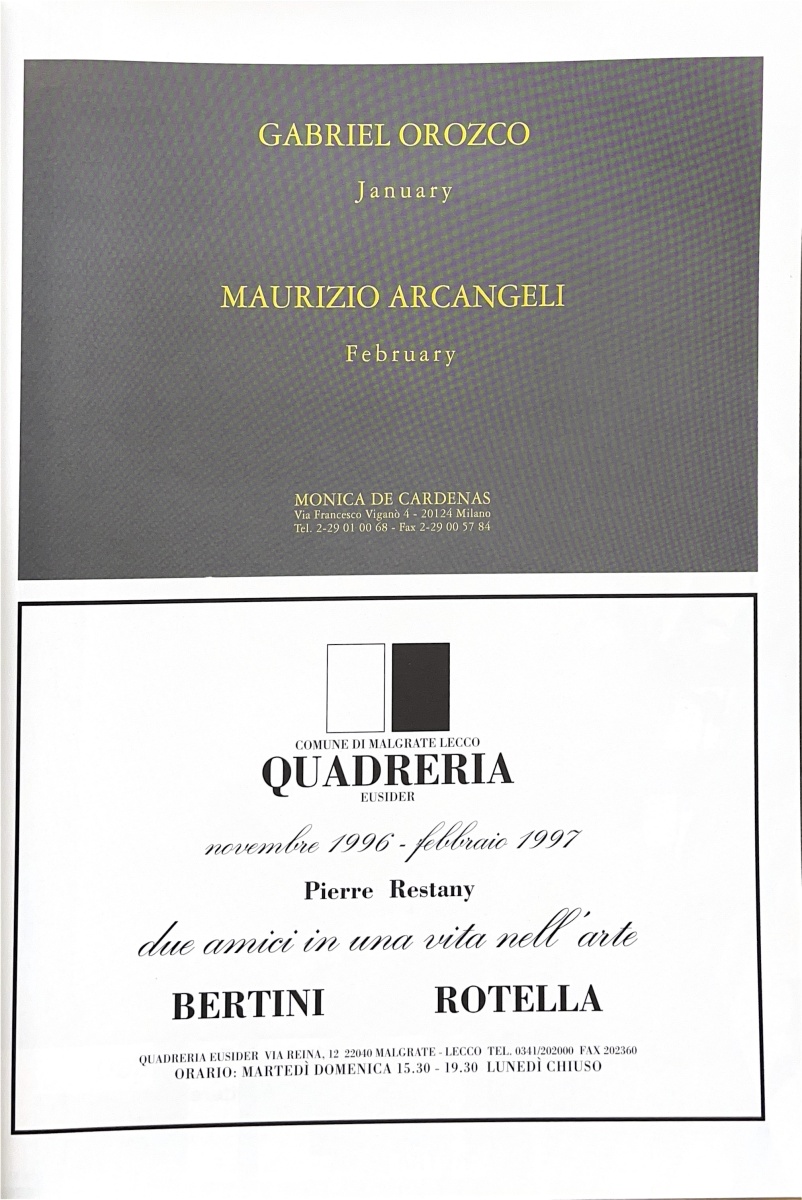 GABRIEL OROZCO
January
MAURIZIO ARCANGELI
February
MONICA DE CARDENAS
Via Francesco Viganò 4 - 20124 Milano
Tel. 2-29 01 00 68 - Fax 2-29 00 57 84
COMUNE DI MALGRATE LECCO
QUADRERIA
EUSIDER
novembre 1996 - febbraio 1997
Pierre Restany
due amici in una vita nell'arte
BERTINI ROTELLA
QUADRERIA EUSIDER VIA REINA, 12 22040 MALGRATE - LECCO TEL. 0341/202000 FAX 202360
ORARIO: MARTEDÌ DOMENICA 15.30 - 19.30 LUNEDÌ CHIUSO